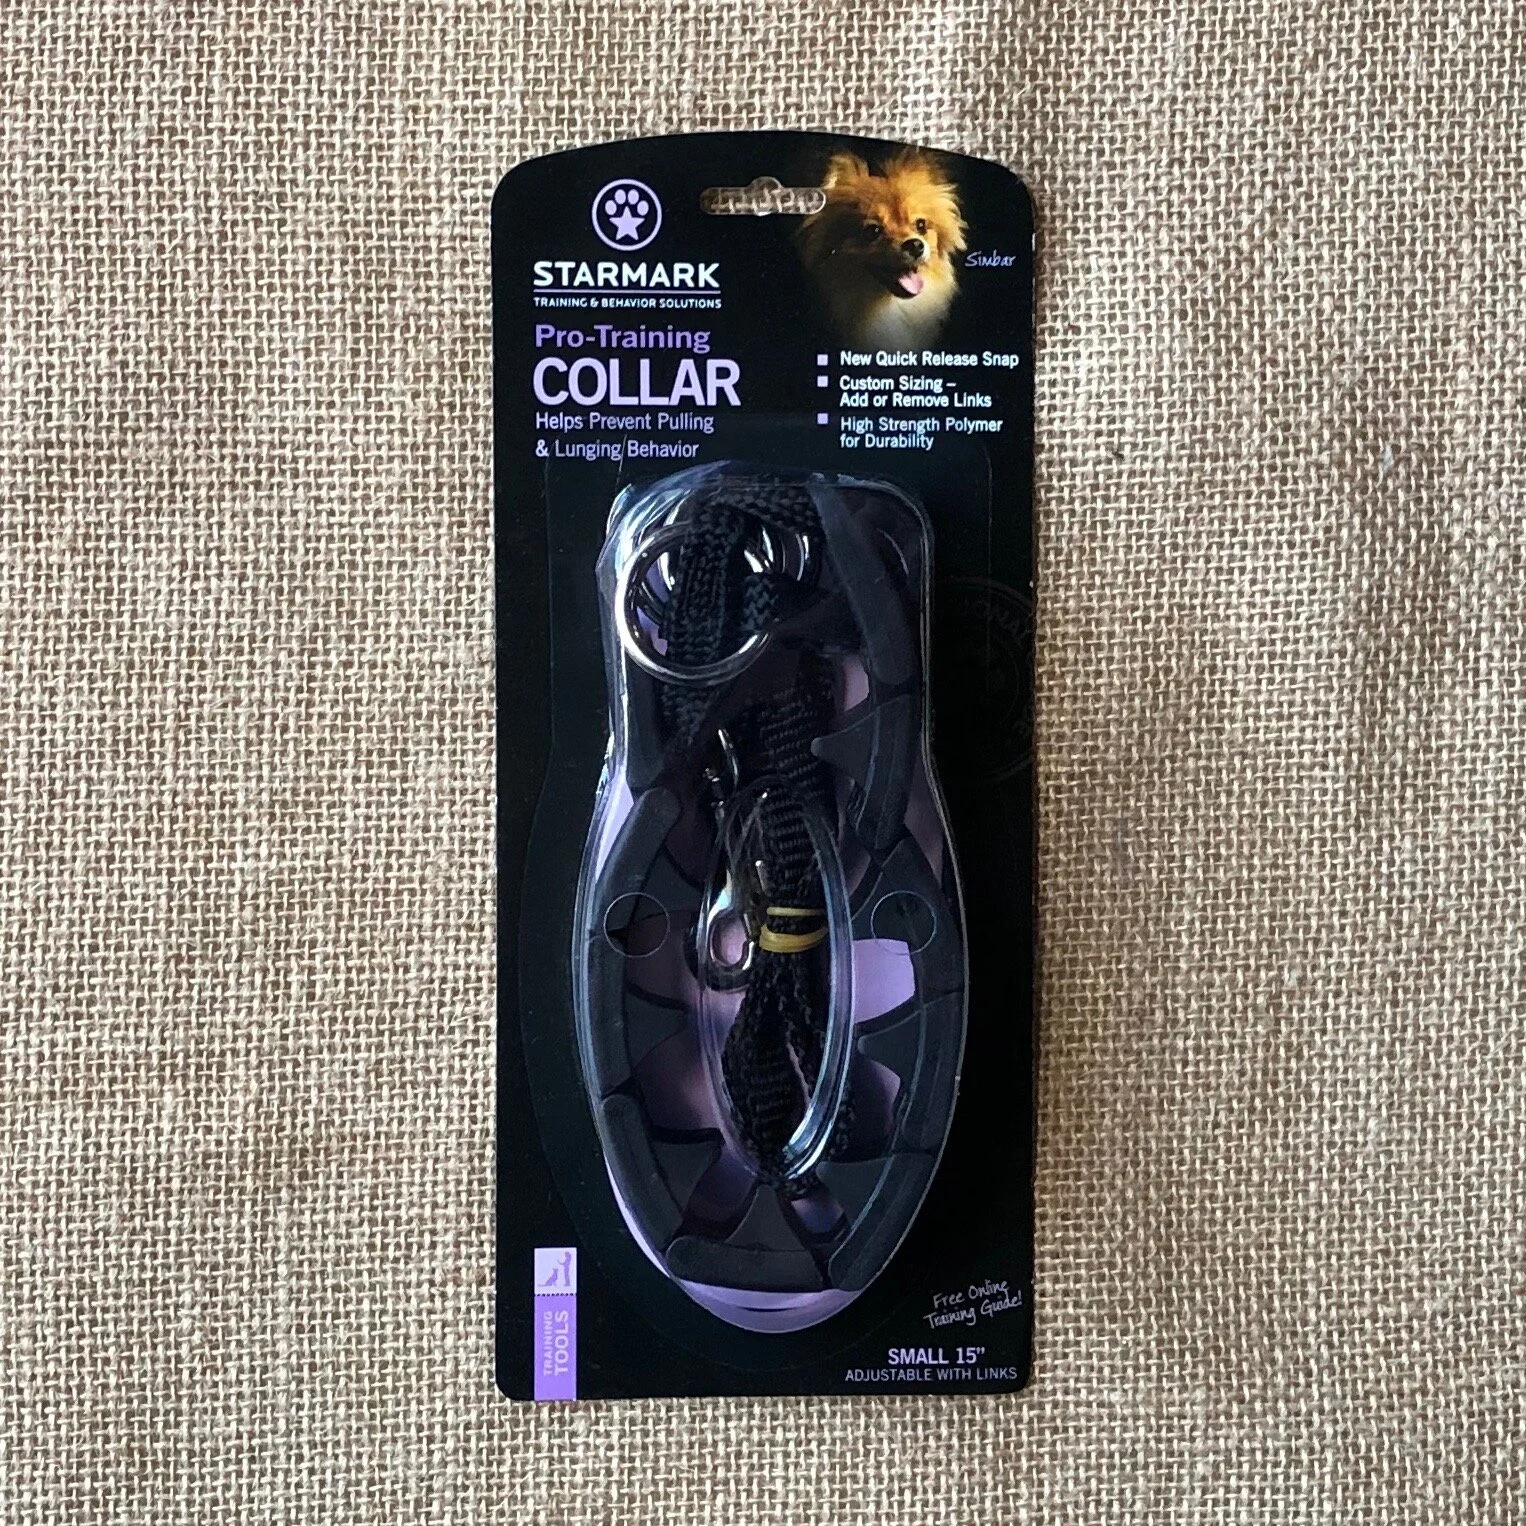 STARMARK
TRAINING & BEHAVIOR SOLUTIONS
Pro-Training
COLLAR
Helps Prevent Pulling
& Lunging Behavior
Simbar
New Quick Release Snap
Custom Sizing –
Add or Remove Links
High Strength Polymer
for Durability
TRAINING
TOOLS
Free Online
Training Guide!
SMALL 15”
ADJUSTABLE WITH LINKS